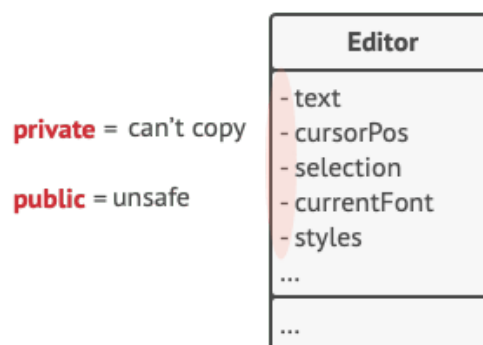 Editor
- text
private = can't copy
- cursorPos
- selection
public = unsafe
- currentFont
- styles
...
...